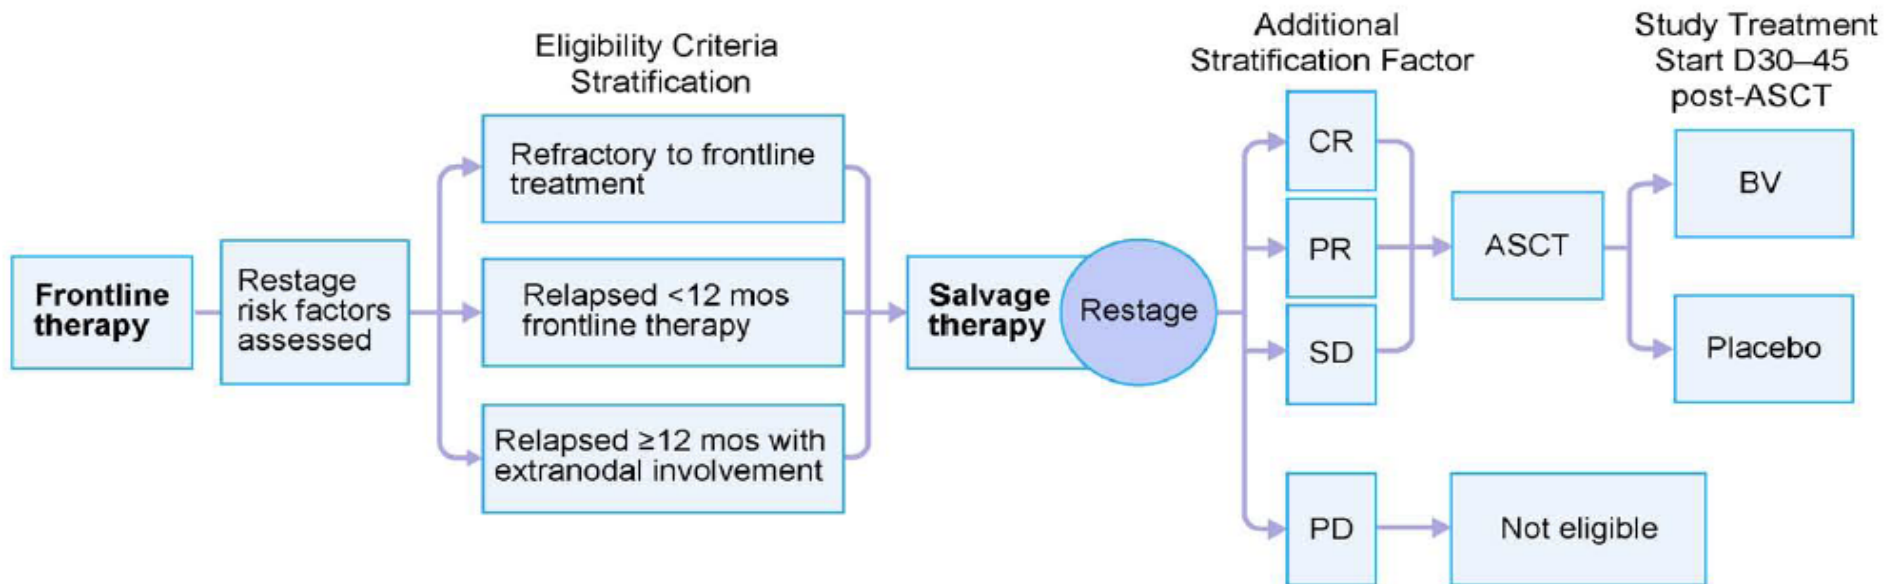 Eligibility Criteria
Stratification
Additional
Stratification Factor
Study Treatment
Start D30–45
post-ASCT
Frontline
therapy
Restage
risk factors
assessed
Refractory to frontline
treatment
Relapsed <12 mos
frontline therapy
Relapsed ≥12 mos with
extranodal involvement
Salvage
therapy
Restage
CR
PR
SD
PD
ASCT
Not eligible
BV
Placebo